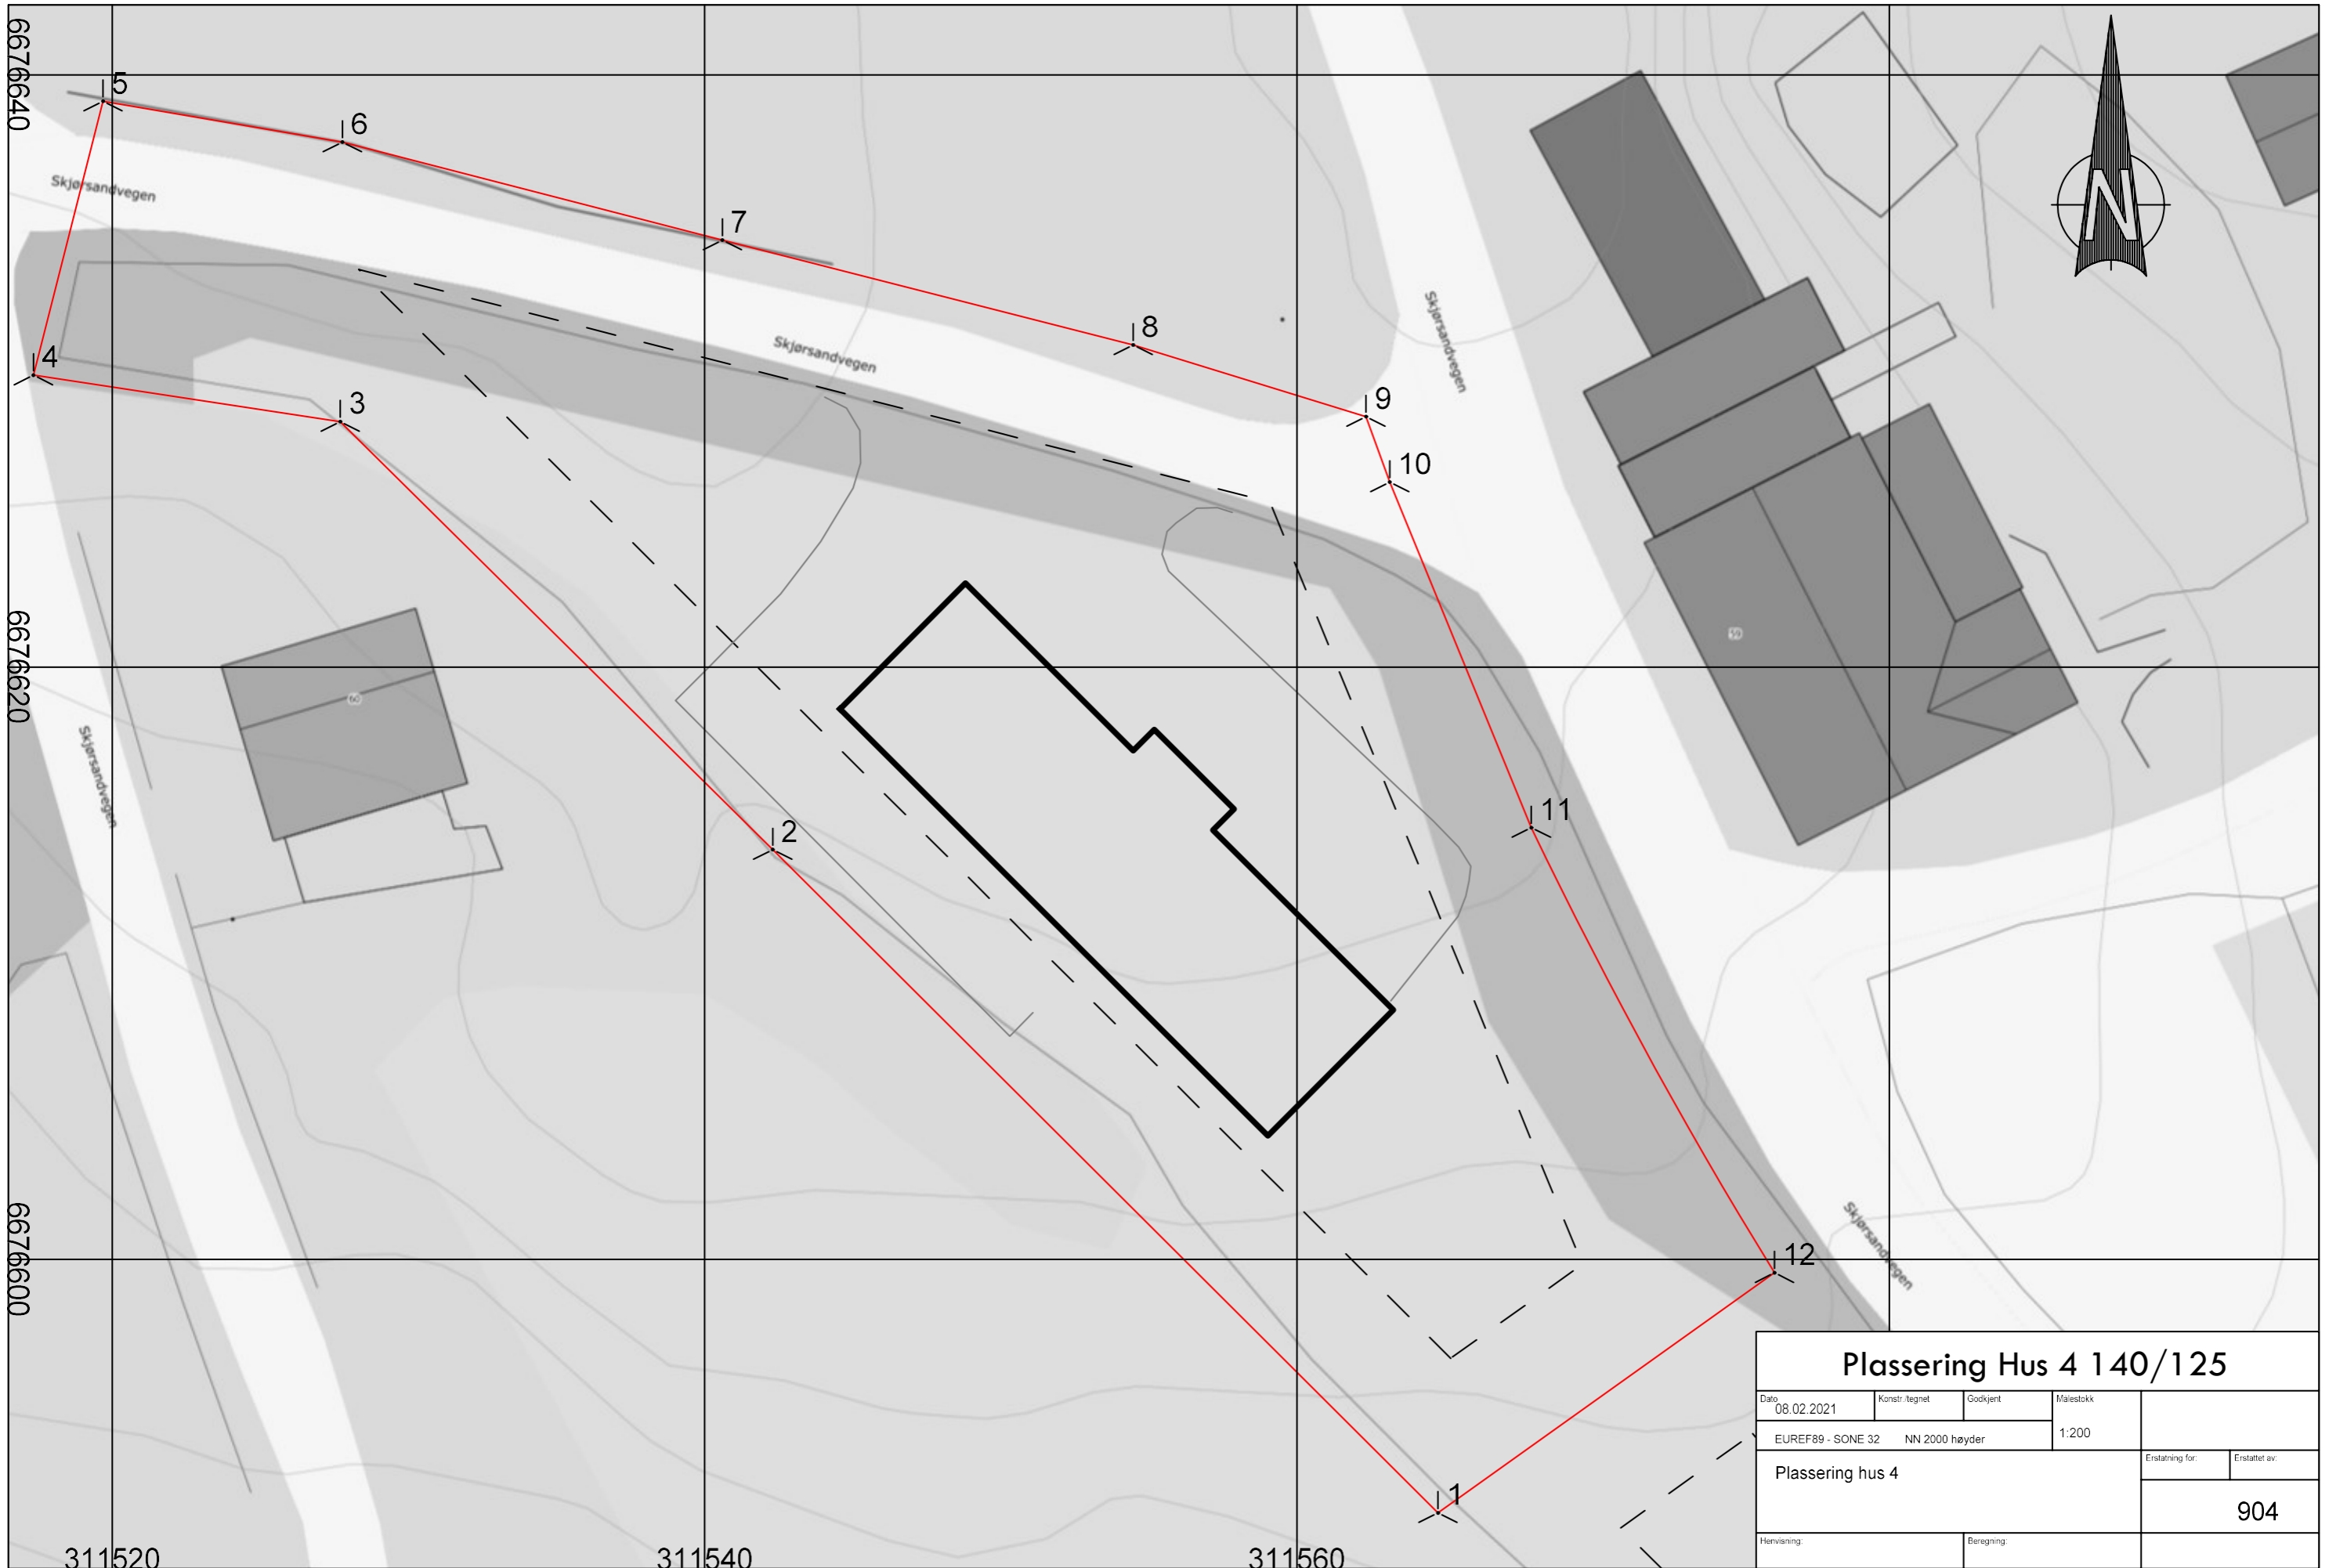 6676640
5
6
Skjørsandvegen
7
N
Skjørsandvegen
8
Skjørsandvegen
4
3
9
10
6676620
59
60
Skjørsandvegen
2
11
6676600
12
Skjørsandvegen
1
311520
311540
311560
Plassering Hus 4 140/125
Dato
08.02.2021
Konstr./tegnet
Godkjent
Målestokk
1:200
EUREF89 - SONE 32 NN 2000 høyder
Plassering hus 4
Erstatning for:
Erstattet av:
904
Henvisning:
Beregning: